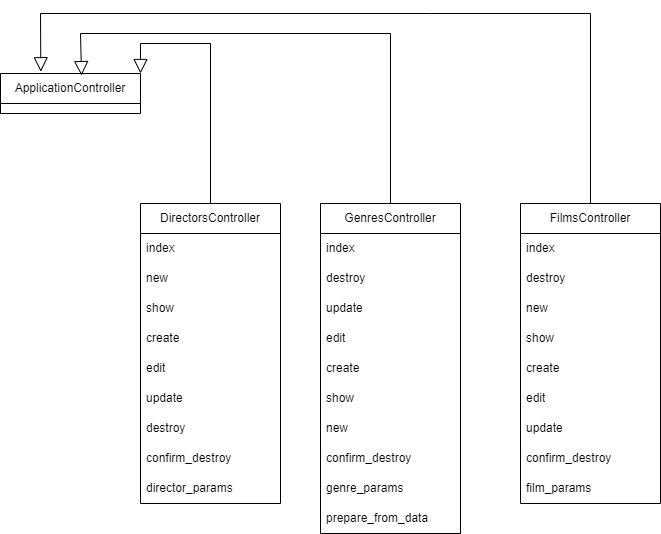 ApplicationController
DirectorsController
index
new
show
create
edit
update
destroy
confirm_destroy
director_params
GenresController
index
destroy
update
edit
create
show
new
confirm_destroy
genre_params
prepare_from_data
FilmsController
index
destroy
new
show
create
edit
update
confirm_destroy
film_params